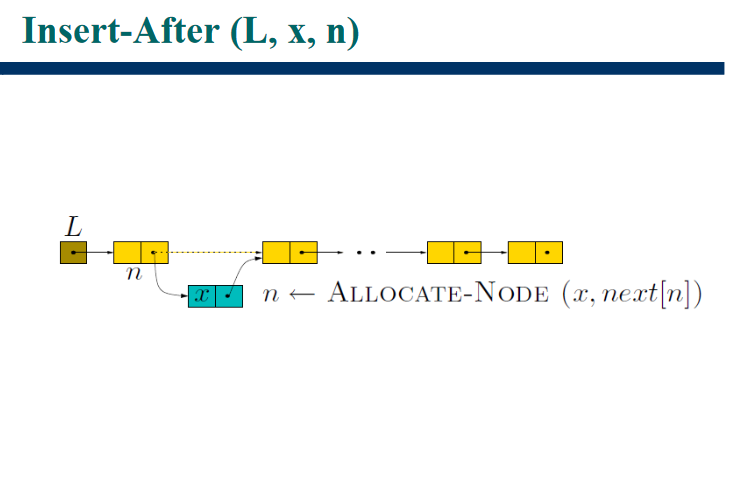 Insert-After (L, x, n)
L
n
x
n ← ALLOCATE-NODE (x, next[n])